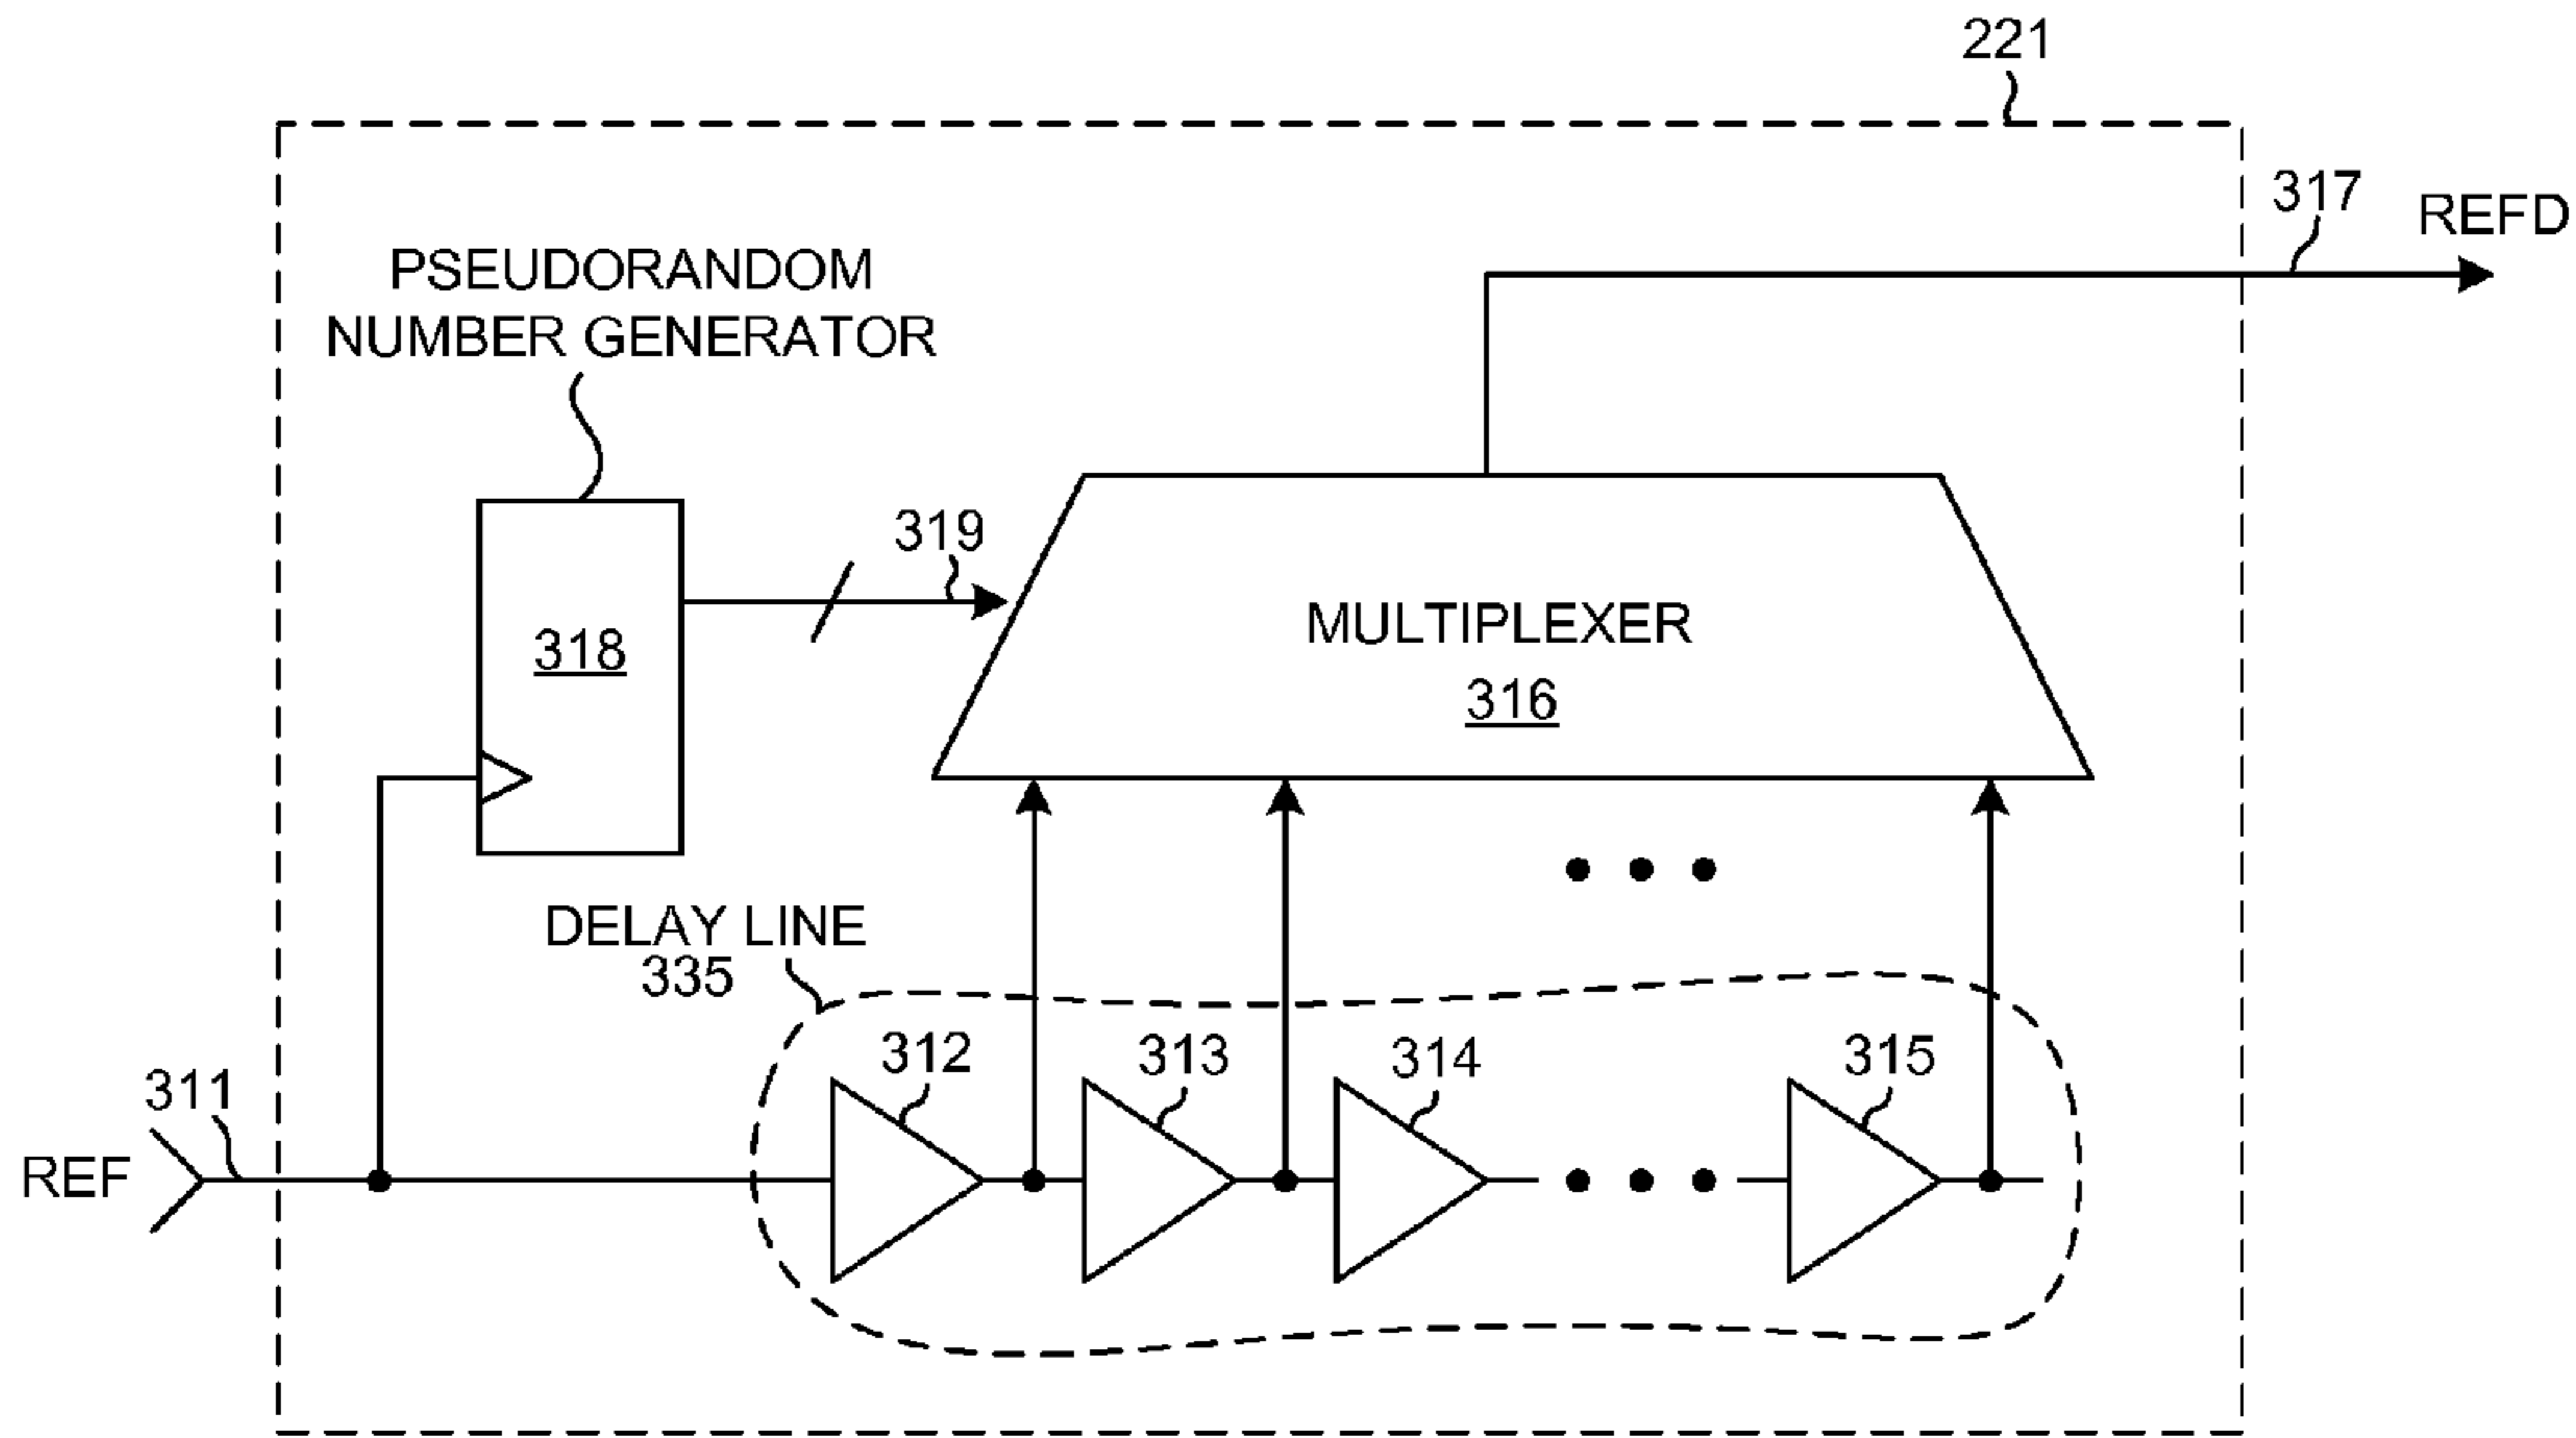 221
317
REFD
PSEUDORANDOM
NUMBER GENERATOR
319
318
MULTIPLEXER
316
DELAY LINE
335
312
313
314
315
311
REF